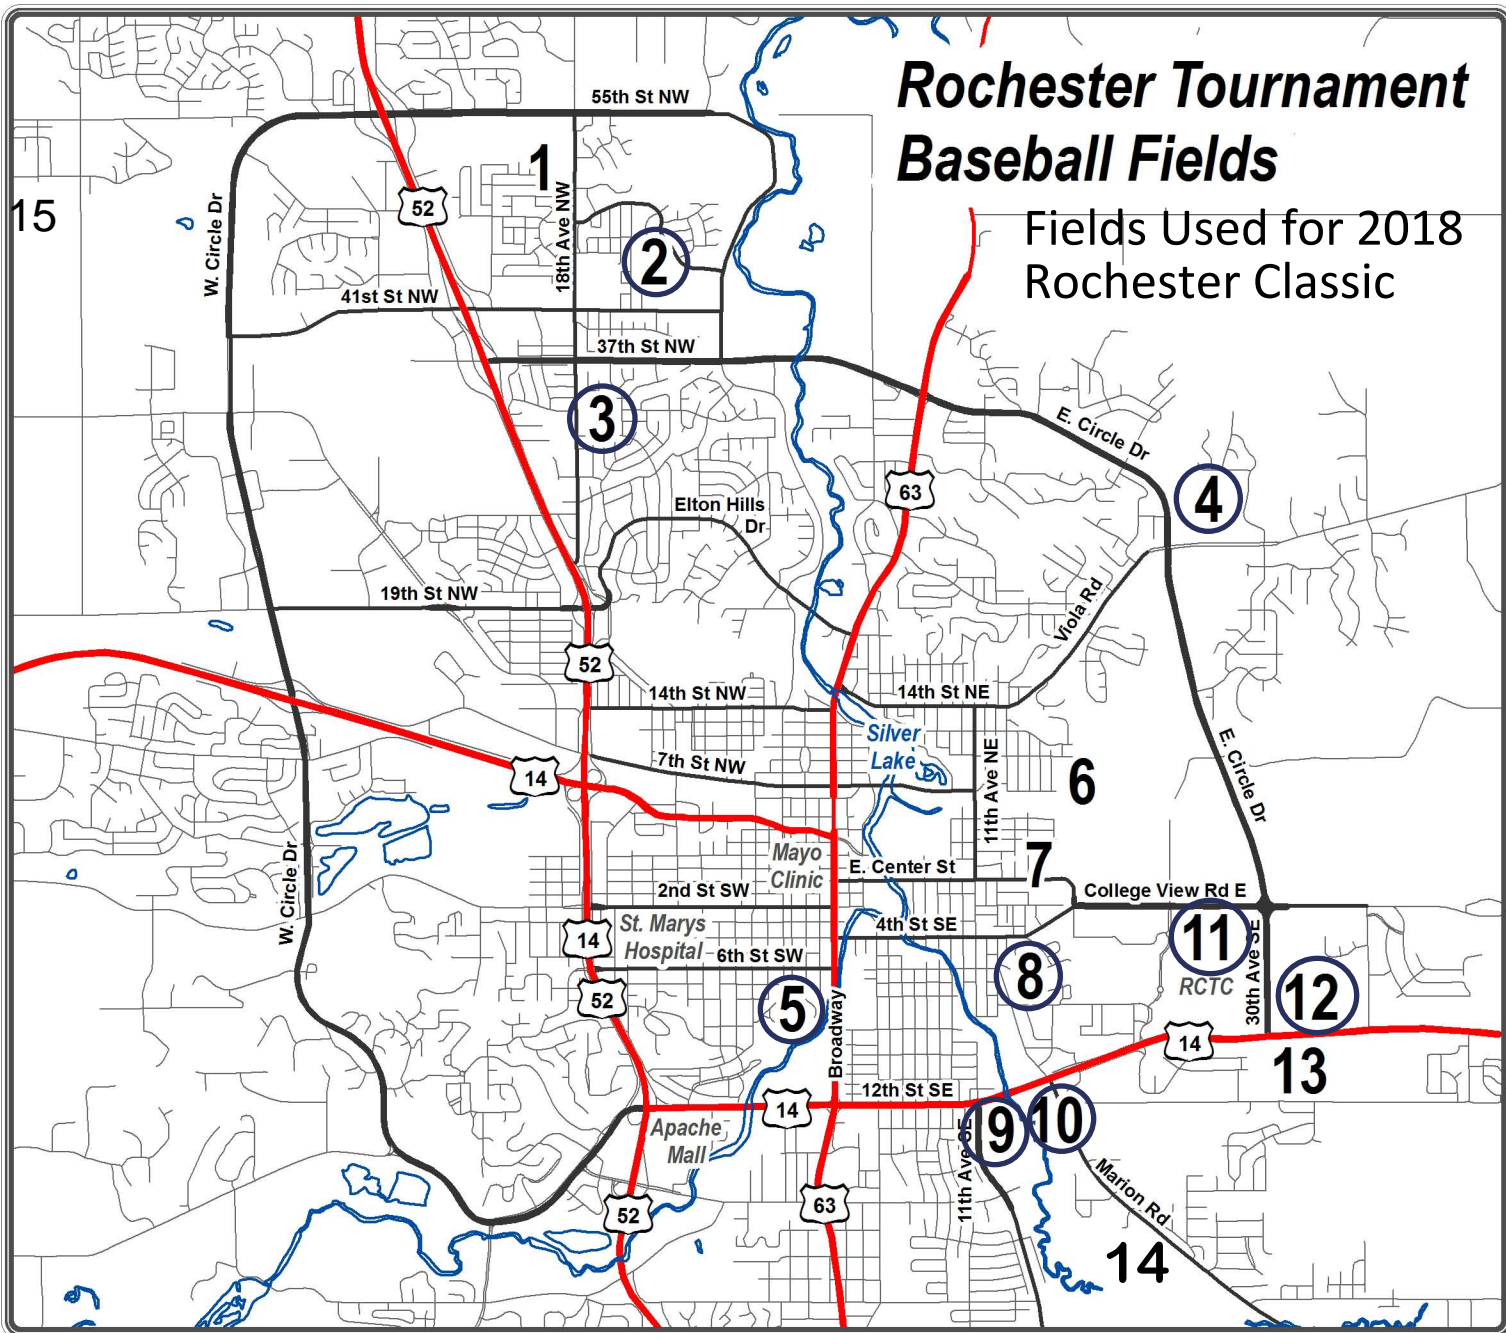 Rochester Tournament
Baseball Fields
Fields Used for 2018
Rochester Classic
55th St NW
1
15
52
W. Circle Dr
18th Ave NW
2
41st St NW
37th St NW
3
E. Circle Dr
63
4
Elton Hills
Dr
19th St NW
Viola Rd
52
14th St NW
14th St NE
Silver
Lake
E. Circle Dr
7th St NW
14
11th Ave NE
6
Mayo
Clinic
E. Center St
7
W. Circle Dr
2nd St SW
College View Rd E
St. Marys
Hospital
14
4th St SE
11
30th Ave SE
6th St SW
8
RCTC
52
5
12
Broadway
14
13
12th St SE
14
9
10
Apache
Mall
11th Ave SE
Marion Rd
52
63
14